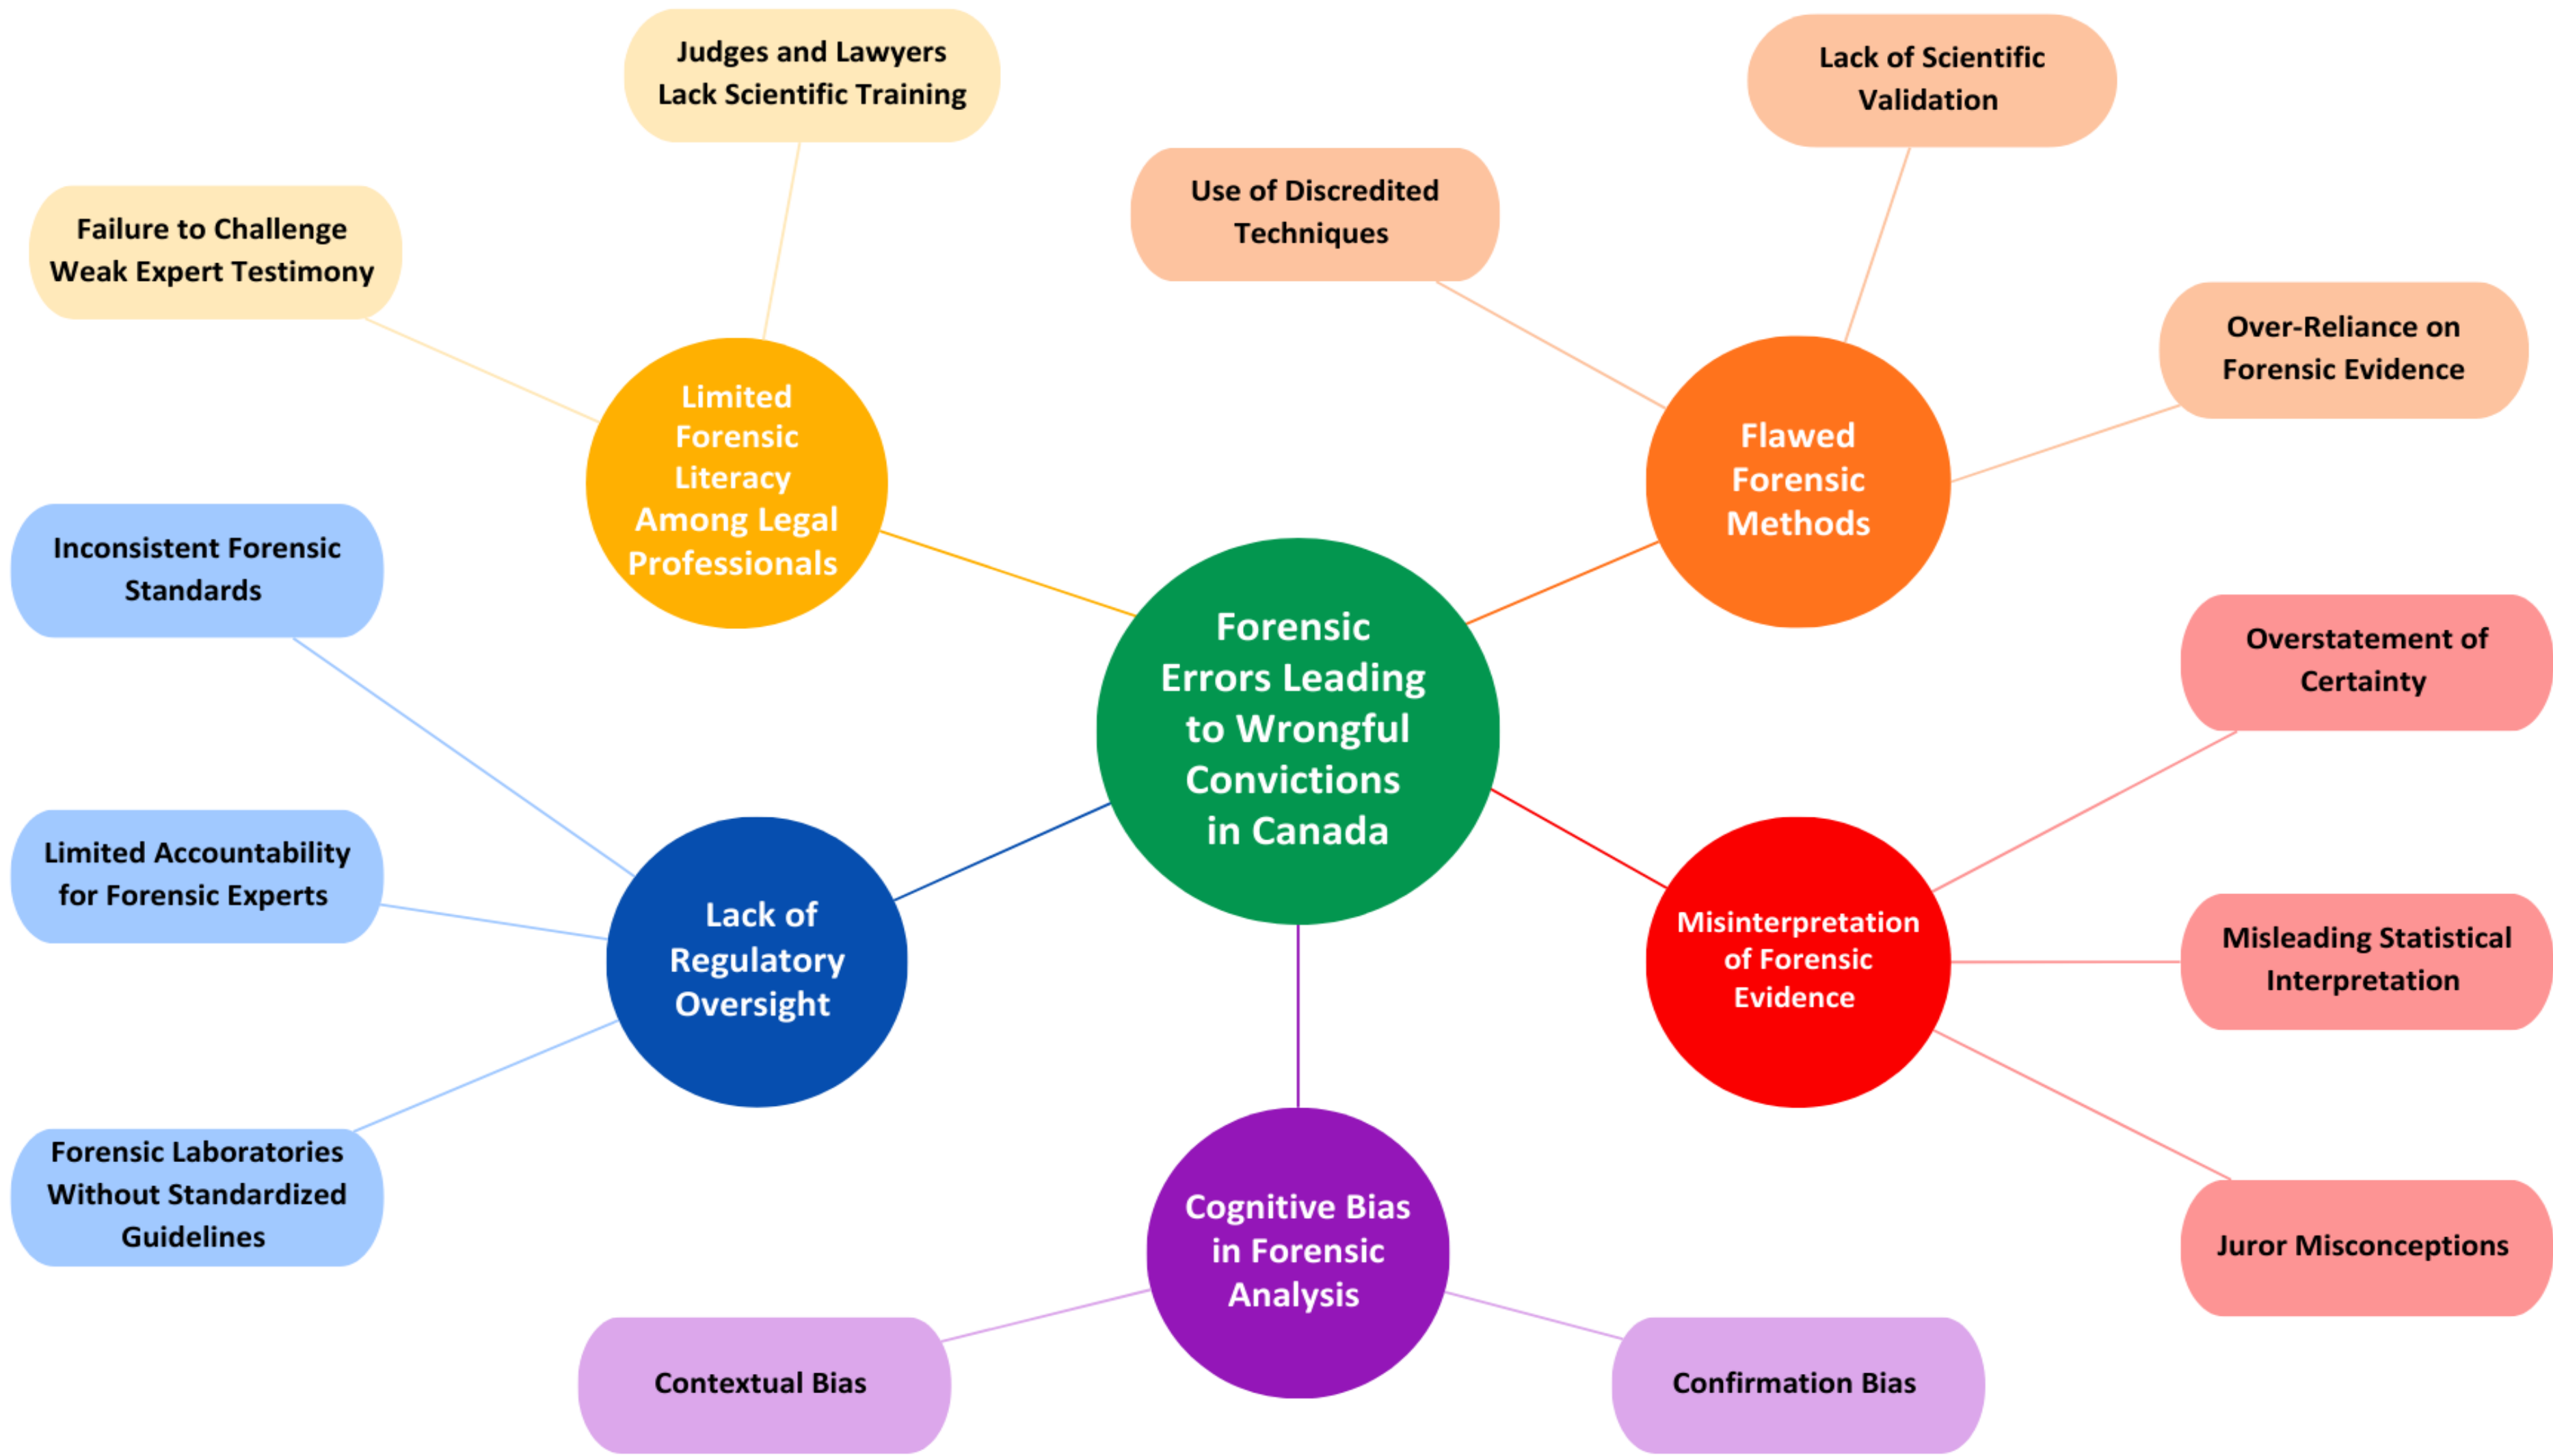 Judges and Lawyers
Lack Scientific Training
Failure to Challenge
Weak Expert Testimony
Limited
Forensic
Literacy
Among Legal
Professionals
Lack of Scientific
Validation
Use of Discredited
Techniques
Over-Reliance on
Forensic Evidence
Flawed
Forensic
Methods
Forensic
Errors Leading
to Wrongful
Convictions
in Canada
Inconsistent Forensic
Standards
Limited Accountability
for Forensic Experts
Forensic Laboratories
Without Standardized
Guidelines
Lack of
Regulatory
Oversight
Overstatement of
Certainty
Misleading Statistical
Interpretation
Juror Misconceptions
Misinterpretation
of Forensic
Evidence
Cognitive Bias
in Forensic
Analysis
Contextual Bias
Confirmation Bias